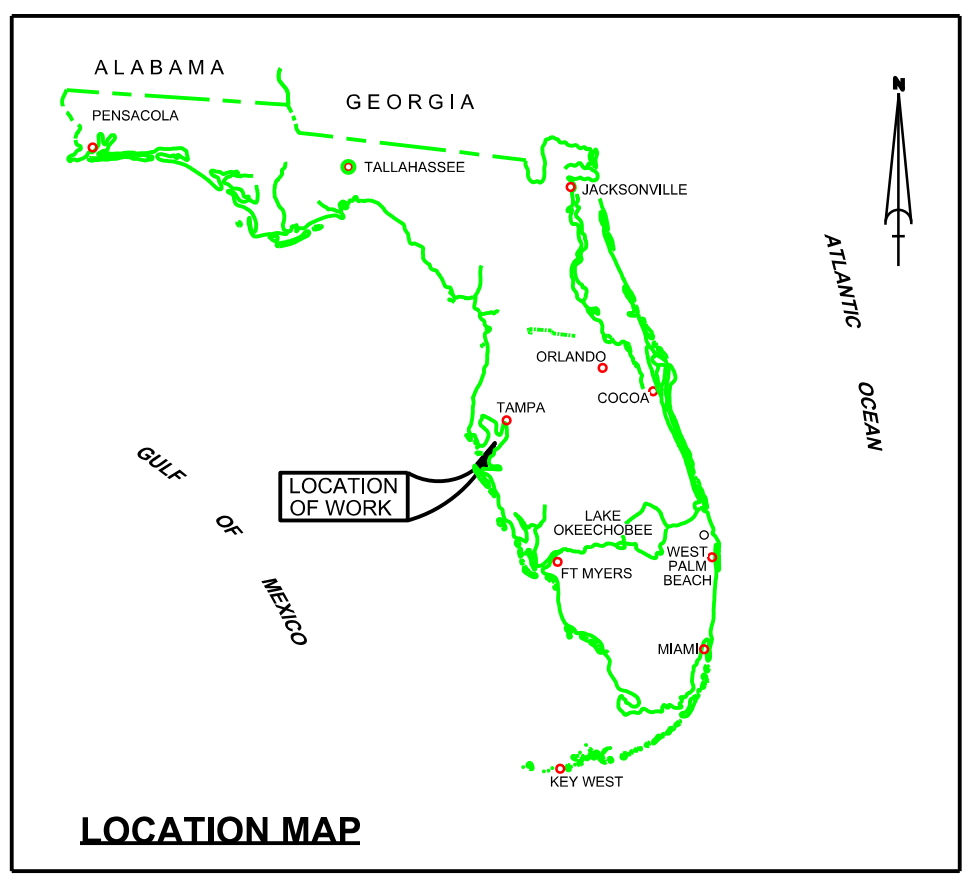 ALABAMA
GEORGIA
N
PENSACOLA
TALLAHASSEE
JACKSONVILLE
ATLANTIC
OCEAN
ORLANDO
COCOA
TAMPA
GULF
OF
MEXICO
LOCATION
OF WORK
LAKE
OKEECHOBEE
WEST
PALM
BEACH
FT MYERS
MIAMI
KEY WEST
LOCATION MAP